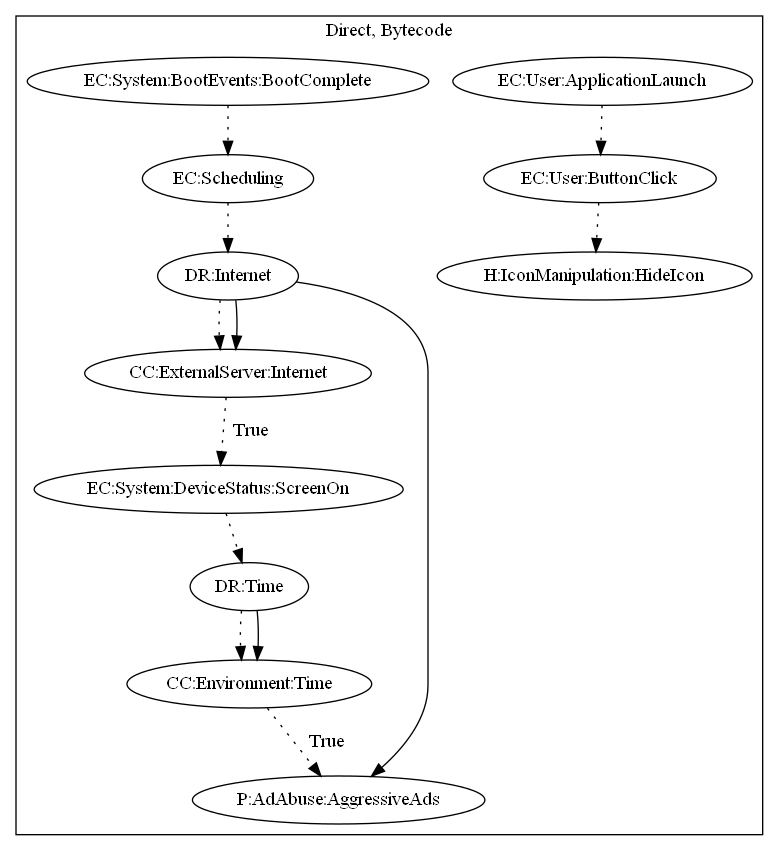 Direct, Bytecode
EC:System:BootEvents:BootComplete
EC:User:ApplicationLaunch
EC:Scheduling
EC:User:ButtonClick
DR:Internet
H:IconManipulation:HideIcon
CC:ExternalServer:Internet
True
EC:System:DeviceStatus:ScreenOn
DR:Time
CC:Environment:Time
True
P:AdAbuse:AggressiveAds